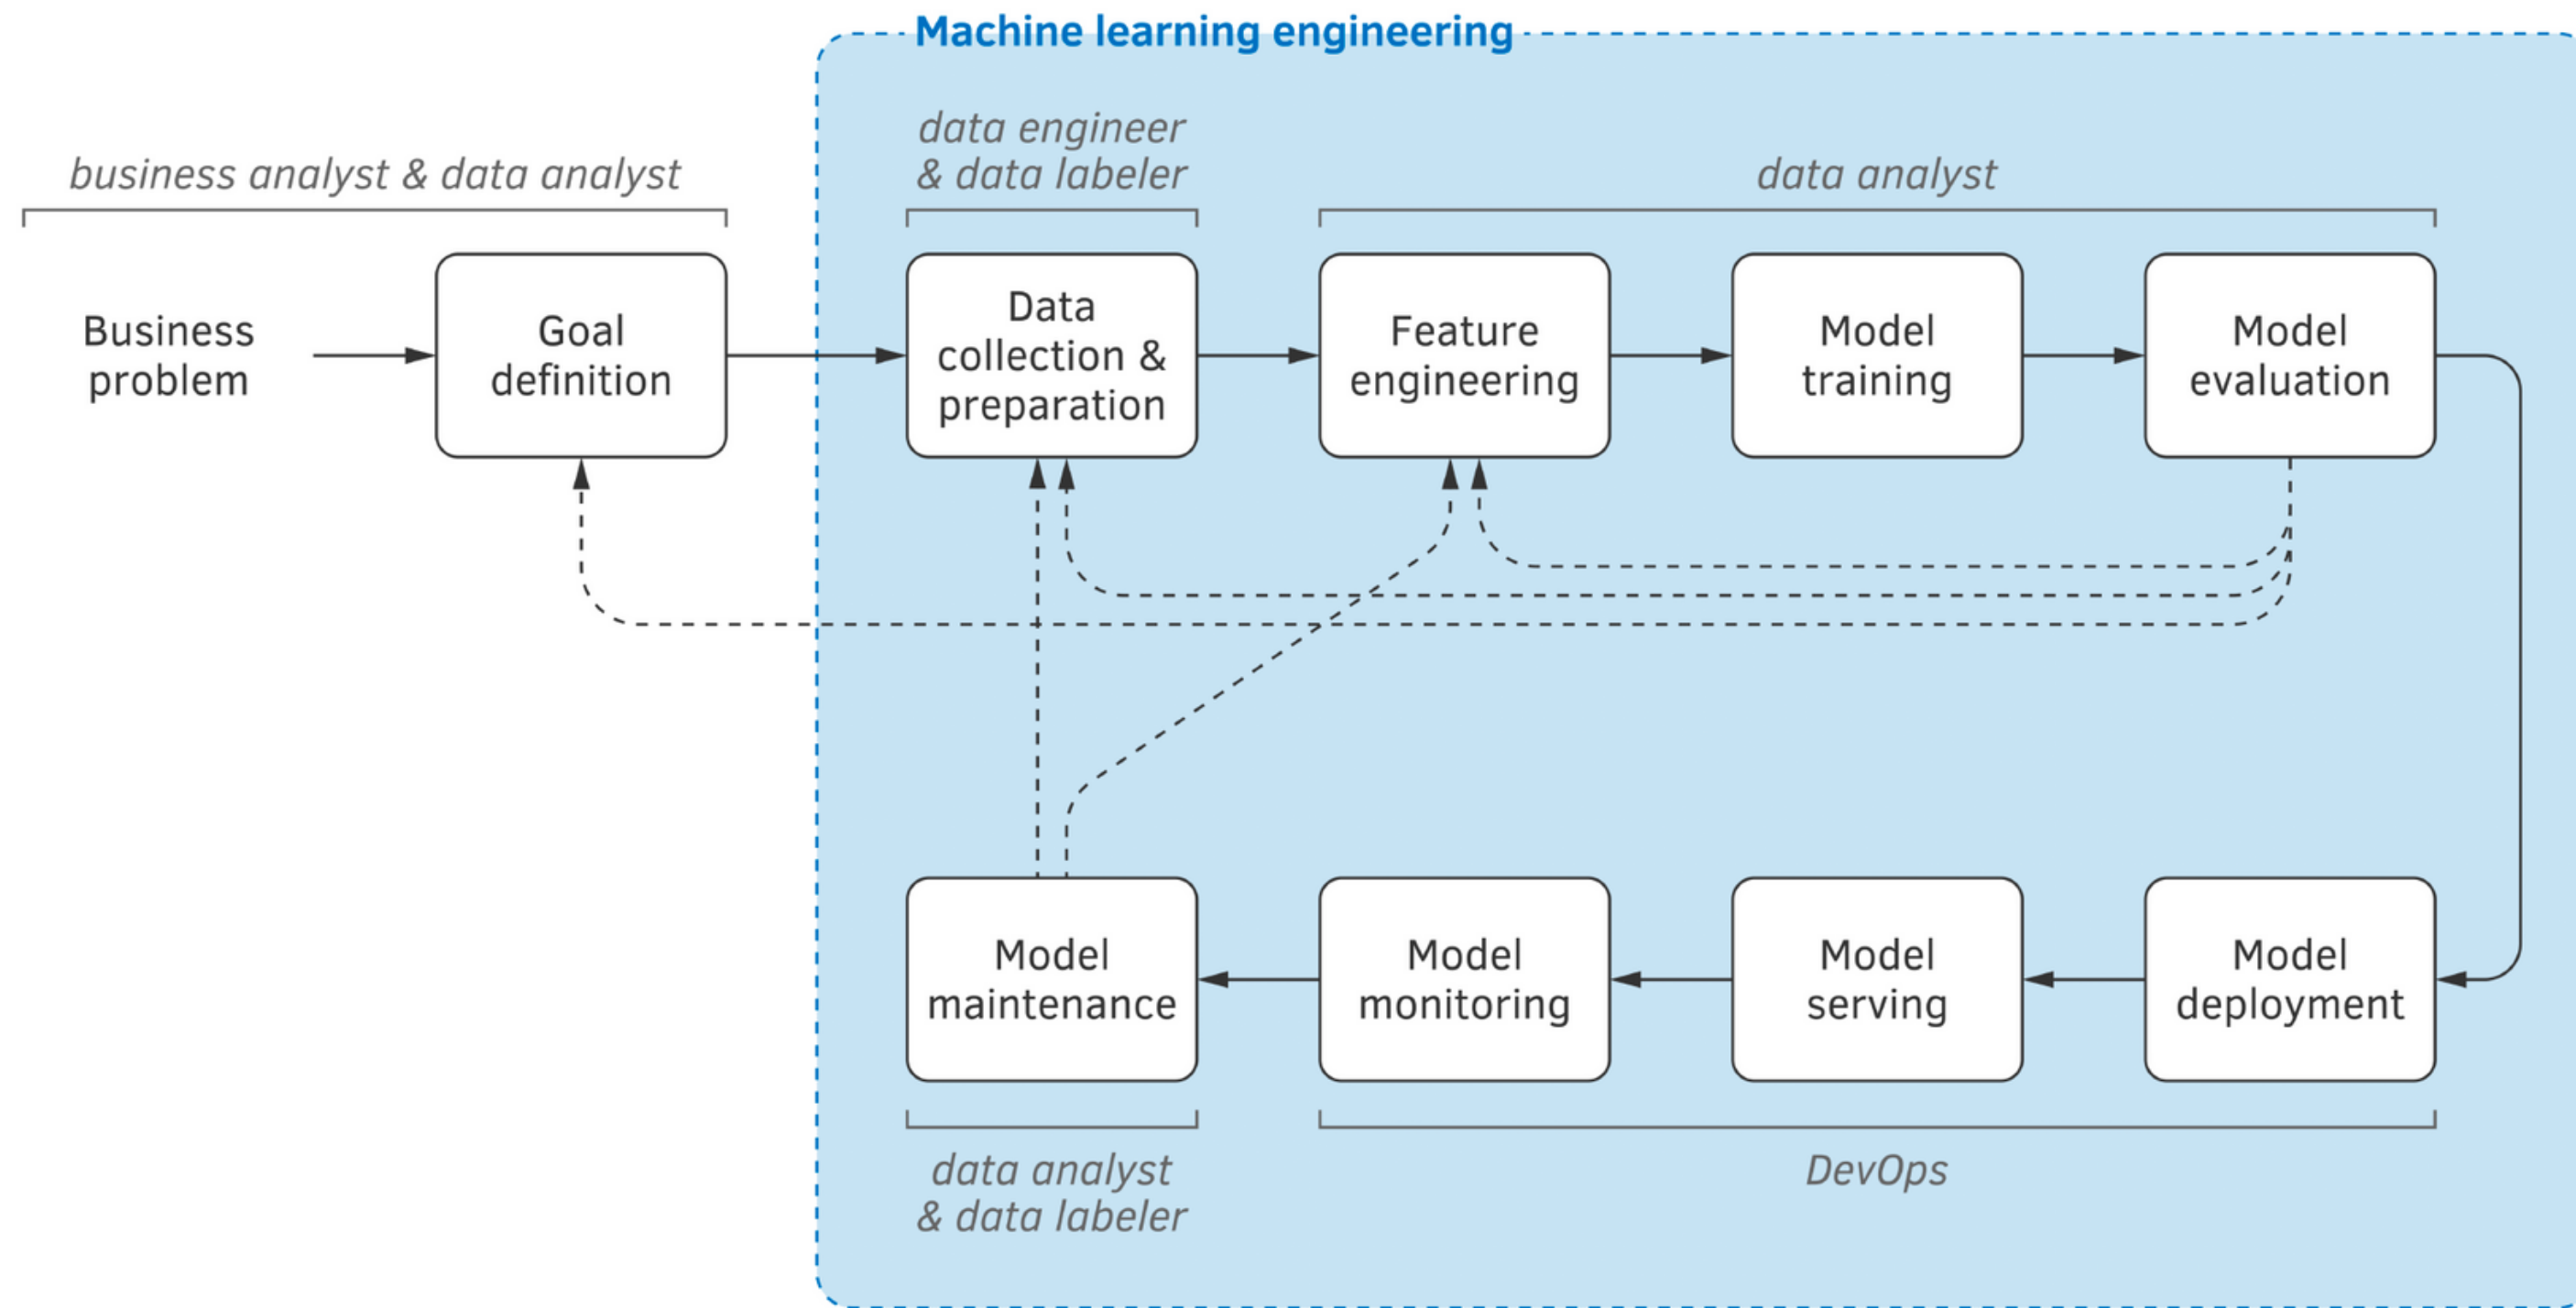 Machine learning engineering
business analyst & data analyst
data engineer
& data labeler
data analyst
Business
problem
Goal
definition
Data
collection &
preparation
Feature
engineering
Model
training
Model
evaluation
Model
maintenance
Model
monitoring
Model
serving
Model
deployment
data analyst
& data labeler
DevOps